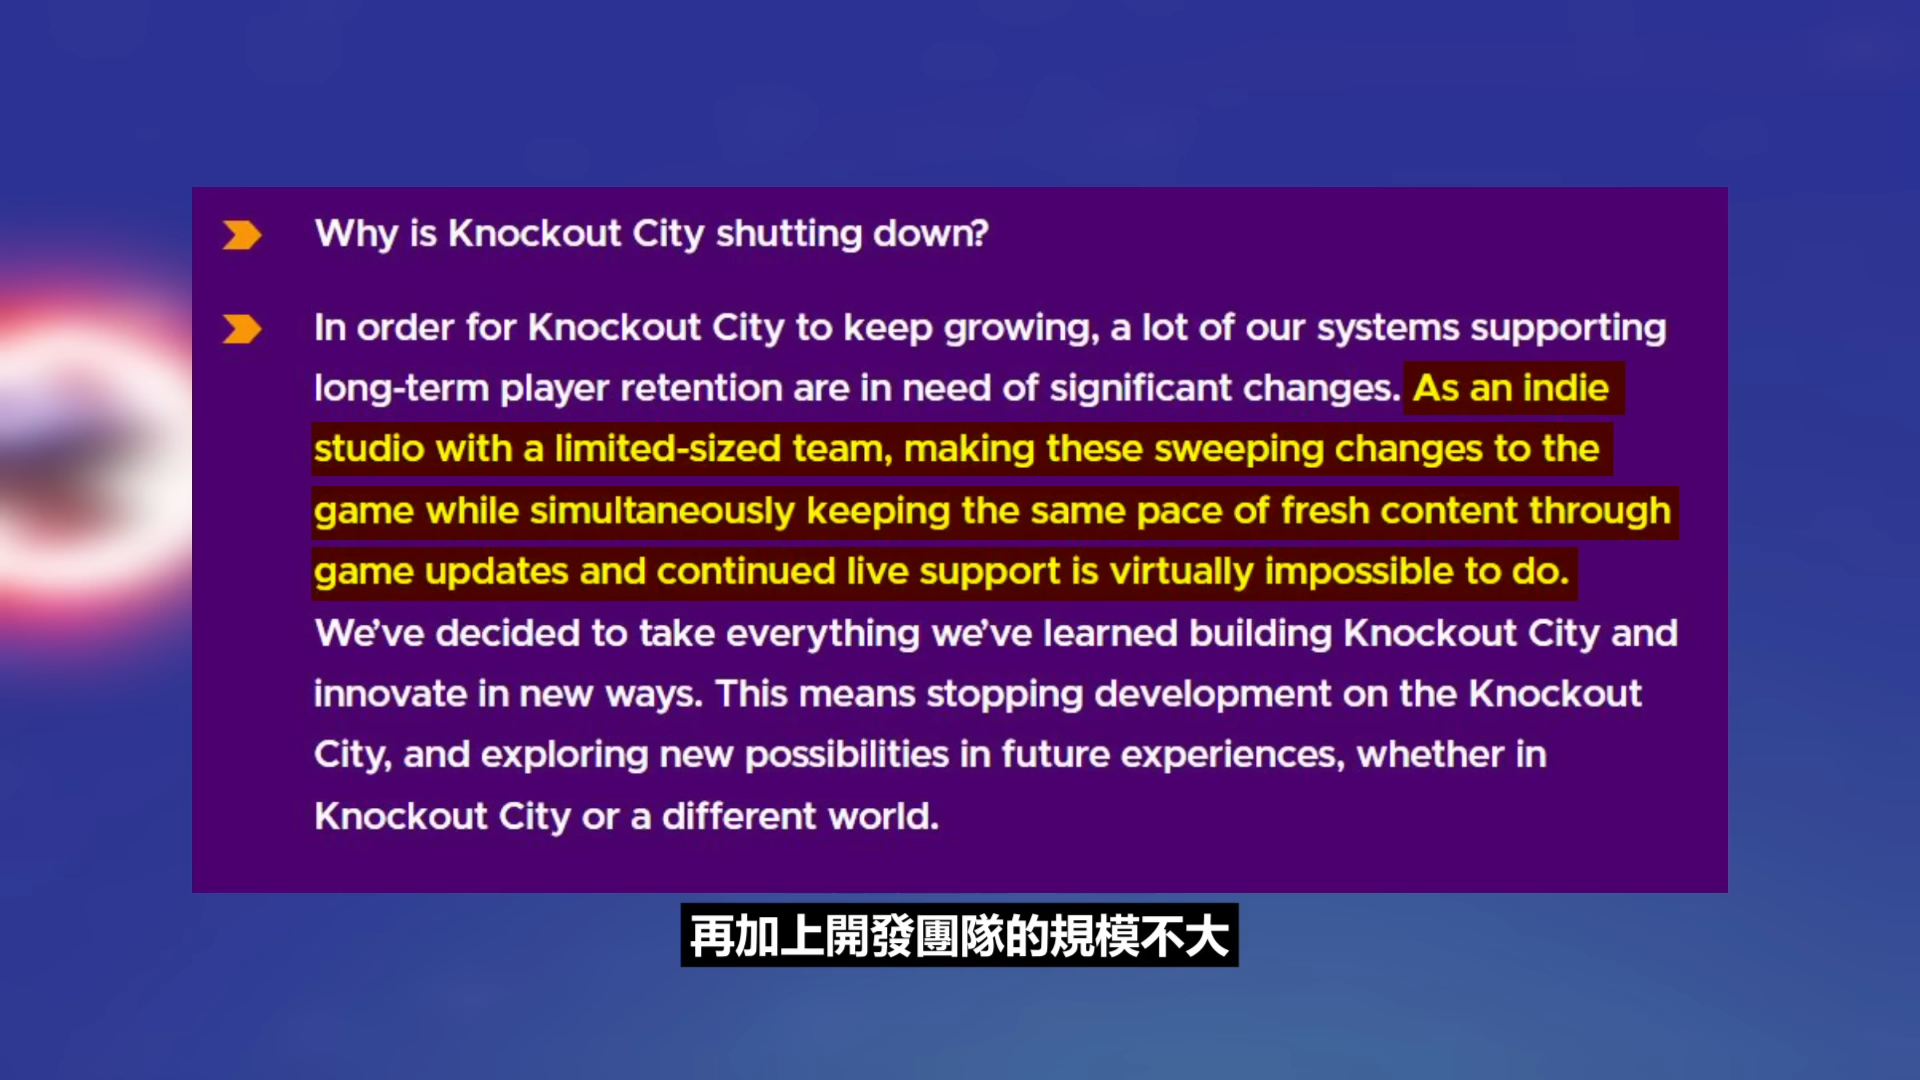 Why is Knockout City shutting down?
In order for Knockout City to keep growing, a lot of our systems supporting
long-term player retention are in need of significant changes. As an indie
studio with a limited-sized team, making these sweeping changes to the
game while simultaneously keeping the same pace of fresh content through
game updates and continued live support is virtually impossible to do.
We’ve decided to take everything we’ve learned building Knockout City and
innovate in new ways. This means stopping development on the Knockout
City, and exploring new possibilities in future experiences, whether in
Knockout City or a different world.
再加上開發團隊的規模不大